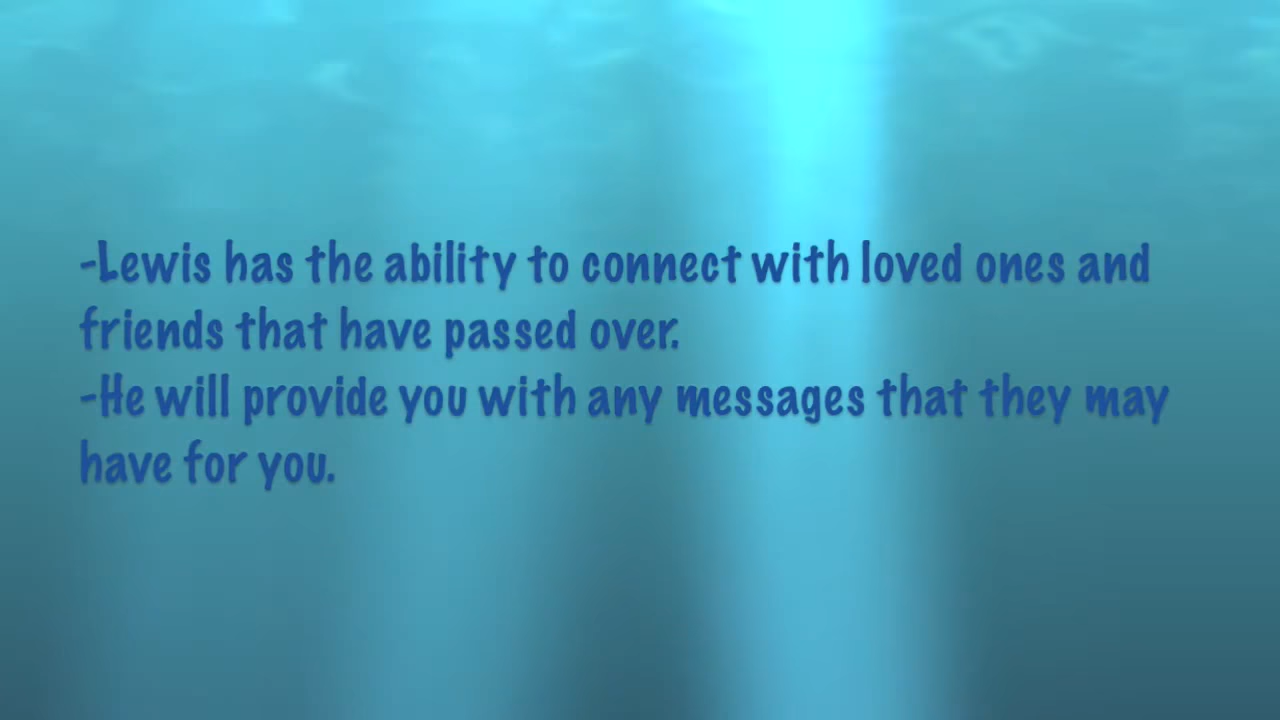 -Lewis has the ability to connect with loved ones and
friends that have passed over.
-He will provide you with any messages that they may
have for you.